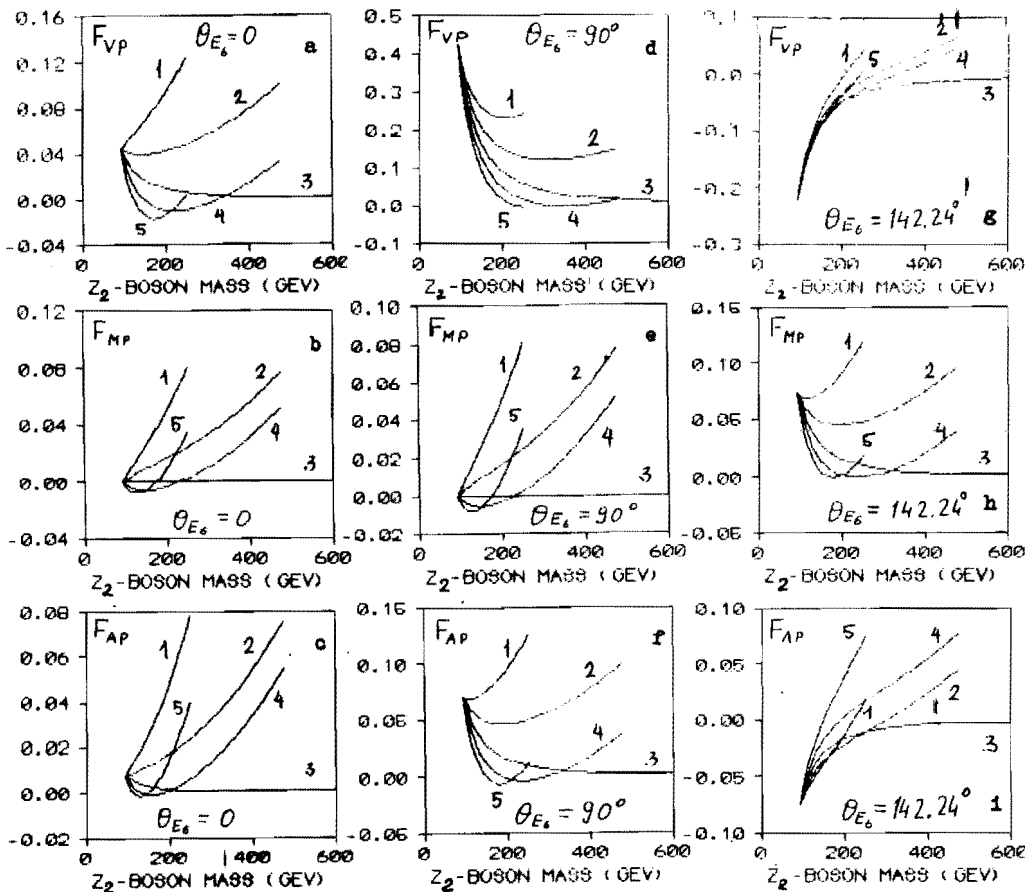 0.16
0.12
0.08
0.04
0.00
-0.04
F_VP
θ_E₆ = 0
a
1
2
3
4
5
0 200 400 600
Z₂-BOSON MASS (GEV)
0.5
0.4
0.3
0.2
0.1
0.0
-0.1
F_VP
θ_E₆ = 90°
d
1
2
3
4
5
0 200 400 600
Z₂-BOSON MASS (GEV)
0.1
0.0
-0.1
-0.2
-0.3
F_VP
1
2
5
4
3
θ_E₆ = 142.24°
g
0 200 400 600
Z₂-BOSON MASS (GEV)
0.12
0.08
0.04
0.00
-0.04
F_MP
b
1
2
5
4
3
θ_E₆ = 0
0 200 400 600
Z₂-BOSON MASS (GEV)
0.10
0.08
0.06
0.04
0.02
0.00
-0.02
F_MP
e
1
2
4
5
3
θ_E₆ = 90°
0 200 400 600
Z₂-BOSON MASS (GEV)
0.15
0.10
0.05
0.00
-0.05
F_MP
1
2
4
5
3
θ_E₆ = 142.24°
h
0 200 400 600
Z₂-BOSON MASS (GEV)
0.08
0.06
0.04
0.02
0.00
-0.02
F_AP
c
1
2
4
5
3
θ_E₆ = 0
0 200 400 600
Z₂-BOSON MASS (GEV)
0.15
0.10
0.05
0.00
-0.05
F_AP
f
1
2
4
3
5
θ_E₆ = 90°
0 200 400 600
Z₂-BOSON MASS (GEV)
0.10
0.05
0.00
-0.05
-0.10
F_AP
5
4
2
1
3
θ_E₆ = 142.24°
i
0 200 400 600
Z₂-BOSON MASS (GEV)